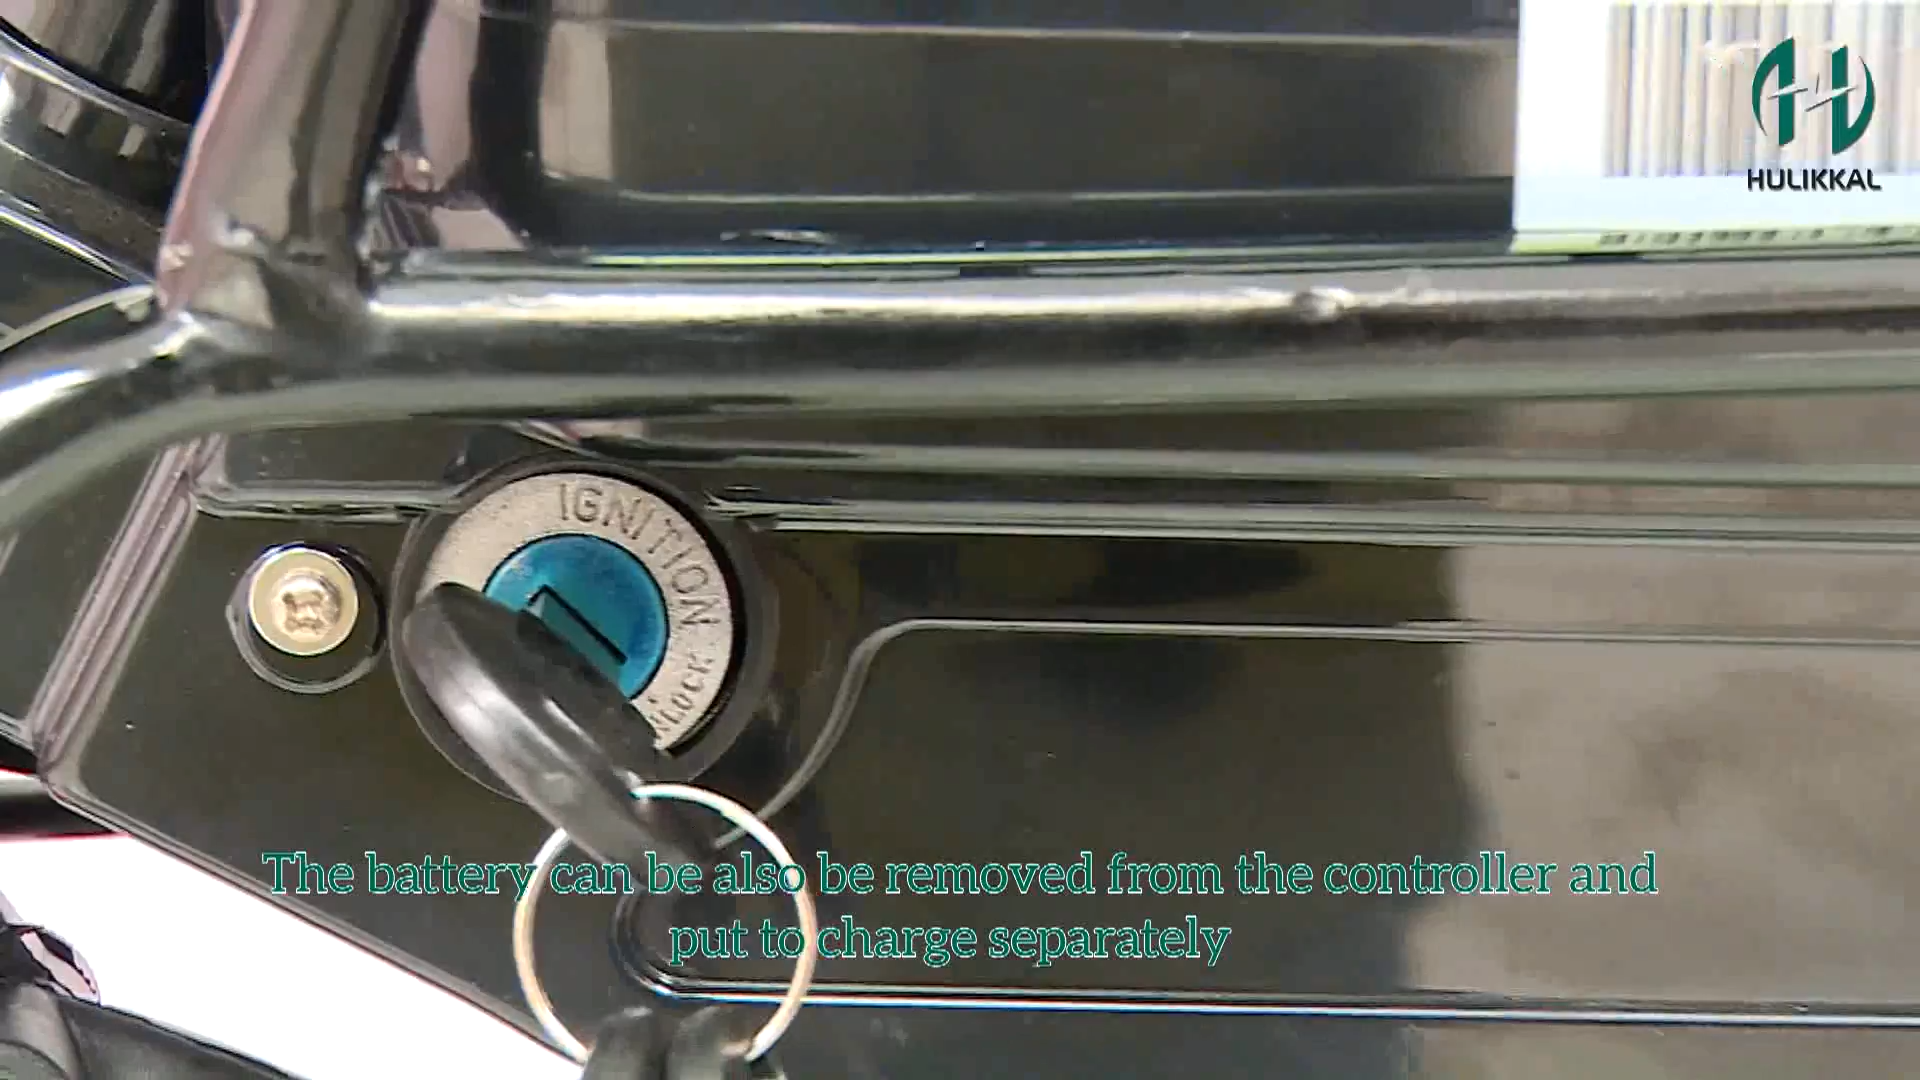 HULIKKAL
IGNITION
The battery can be also be removed from the controller and
put to charge separately